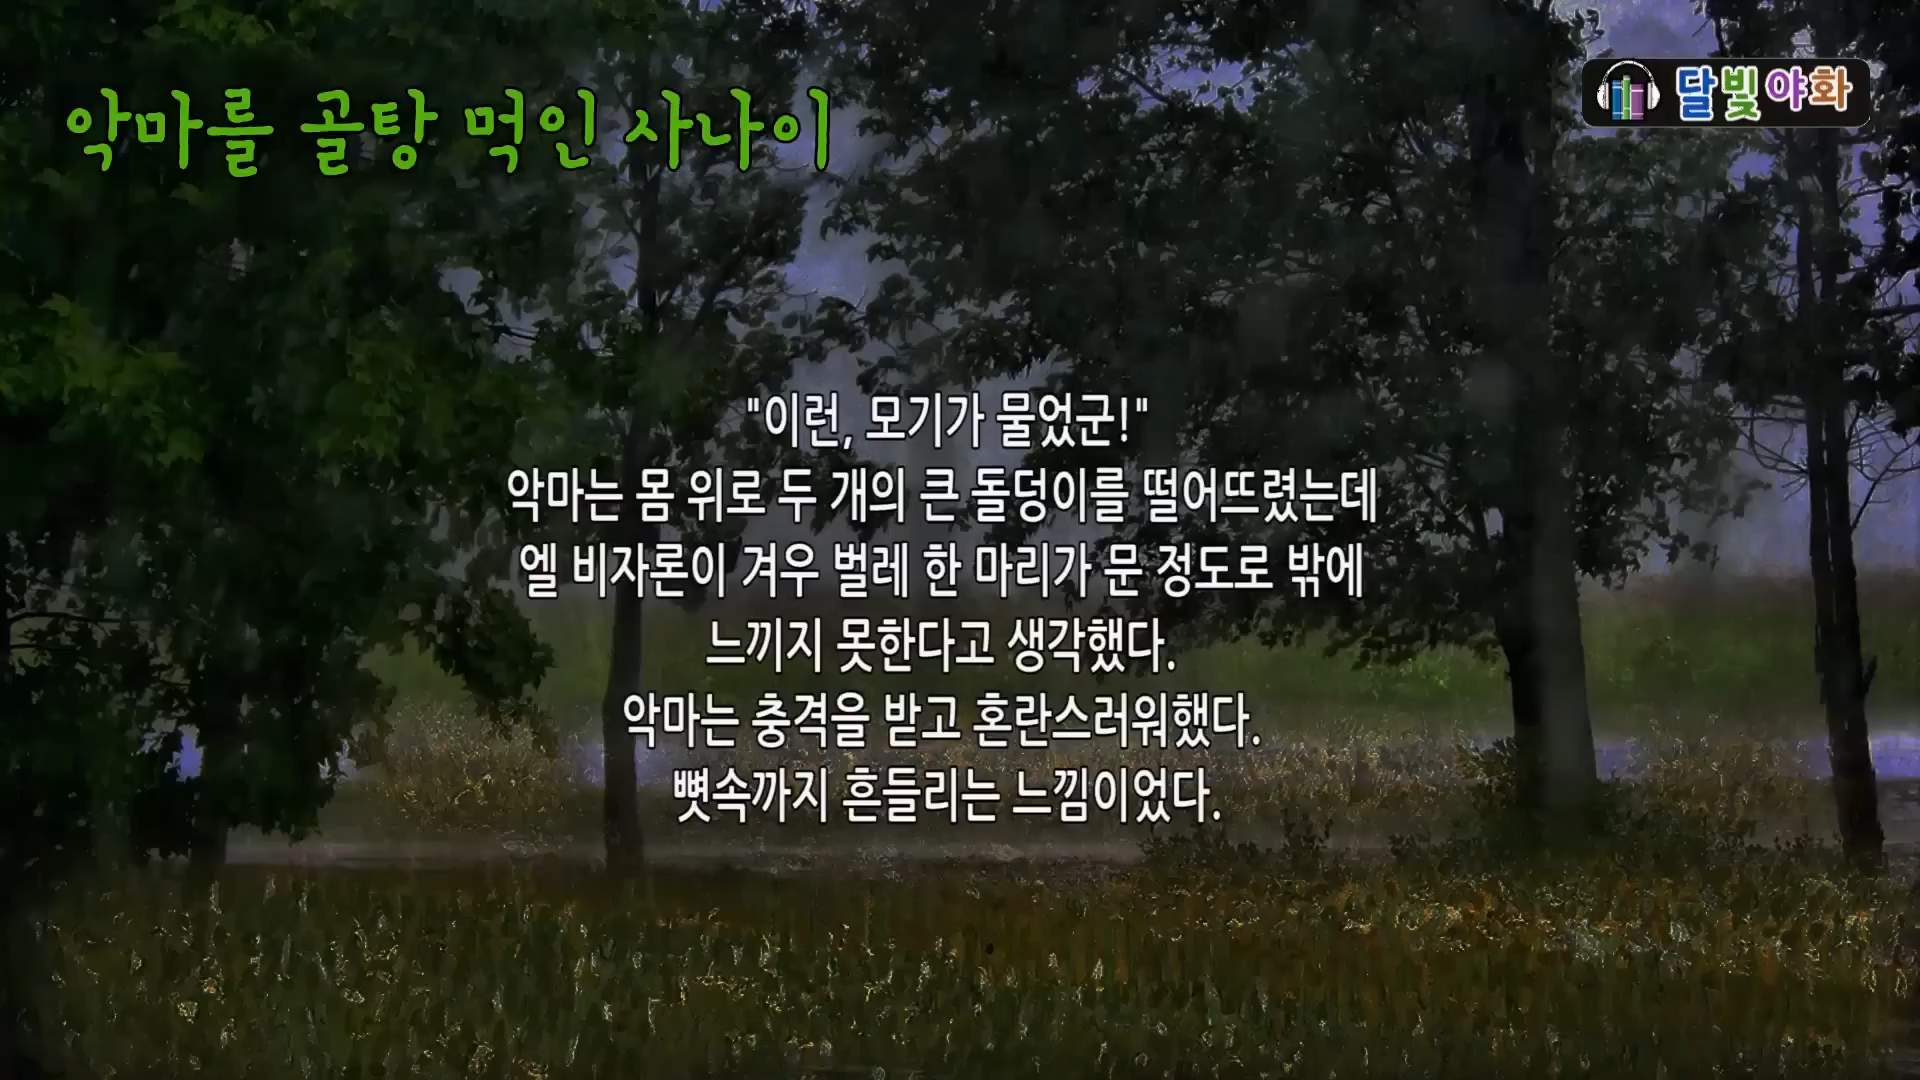 악마를 골탕 먹인 사나이
달빛야화
"이런, 모기가 물었군!"
악마는 몸 위로 두 개의 큰 돌덩이를 떨어뜨렸는데
엘 비자론이 겨우 벌레 한 마리가 문 정도로 밖에
느끼지 못한다고 생각했다.
악마는 충격을 받고 혼란스러워했다.
뼛속까지 흔들리는 느낌이었다.